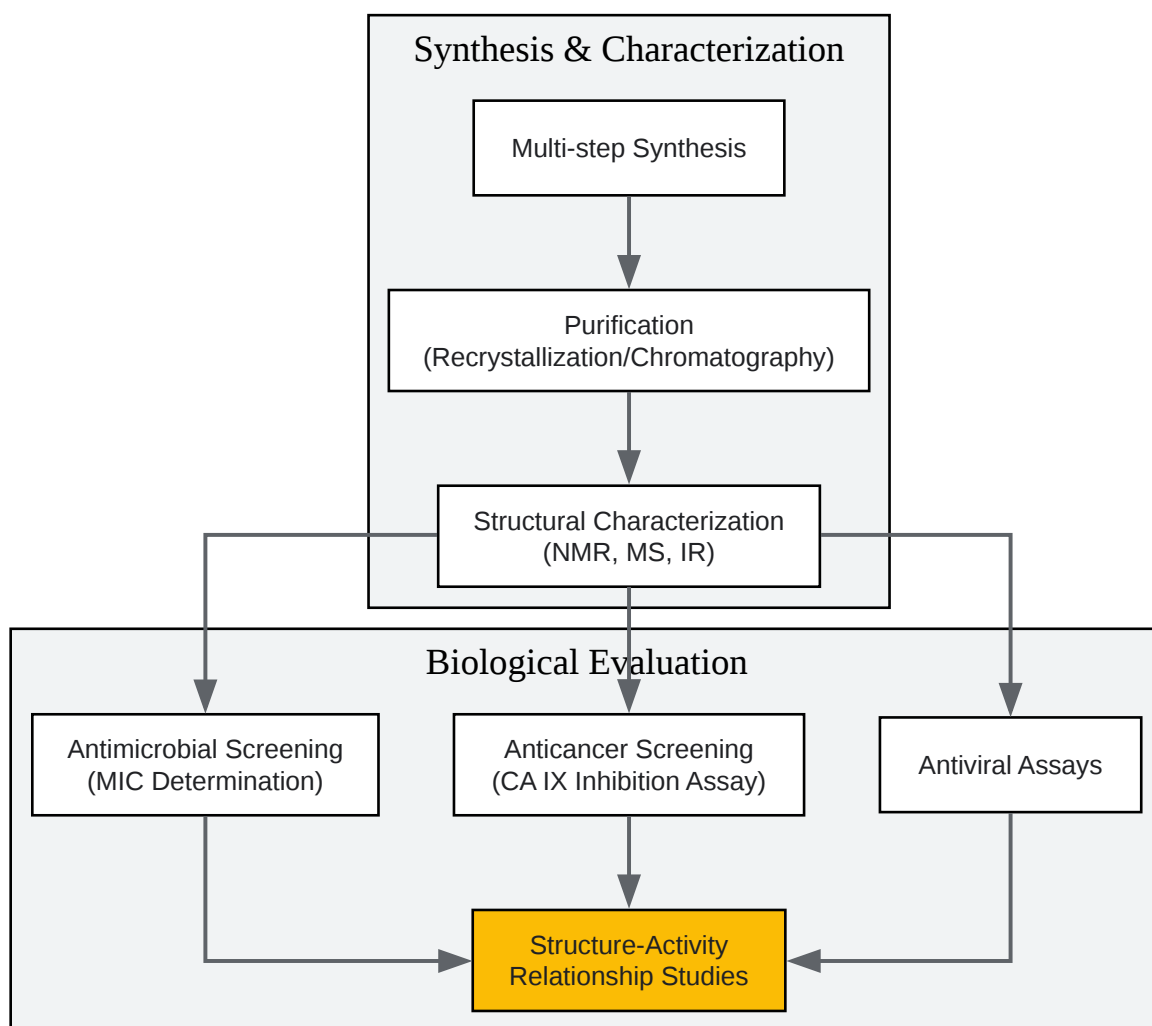 Synthesis & Characterization
Multi-step Synthesis
Purification
(Recrystallization/Chromatography)
Structural Characterization
(NMR, MS, IR)
Biological Evaluation
Antimicrobial Screening
(MIC Determination)
Anticancer Screening
(CA IX Inhibition Assay)
Antiviral Assays
Structure-Activity
Relationship Studies